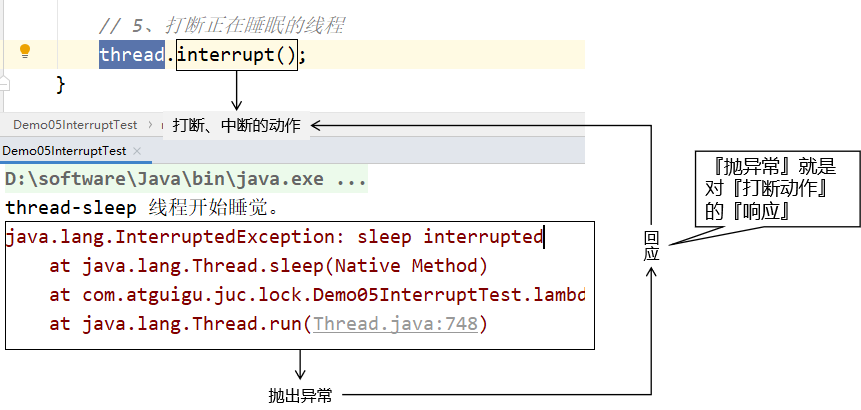 // 5、打断正在睡眠的线程
thread.interrupt();
}
Demo05InterruptTest
打断、中断的动作
Demo05InterruptTest ×
D:\software\Java\bin\java.exe ...
thread-sleep 线程开始睡觉。
java.lang.InterruptedException: sleep interrupted
at java.lang.Thread.sleep(Native Method)
at com.atguigu.juc.lock.Demo05InterruptTest.lambd
at java.lang.Thread.run(Thread.java:748)
抛出异常
回应
『抛异常』就是
对『打断动作』
的『响应』